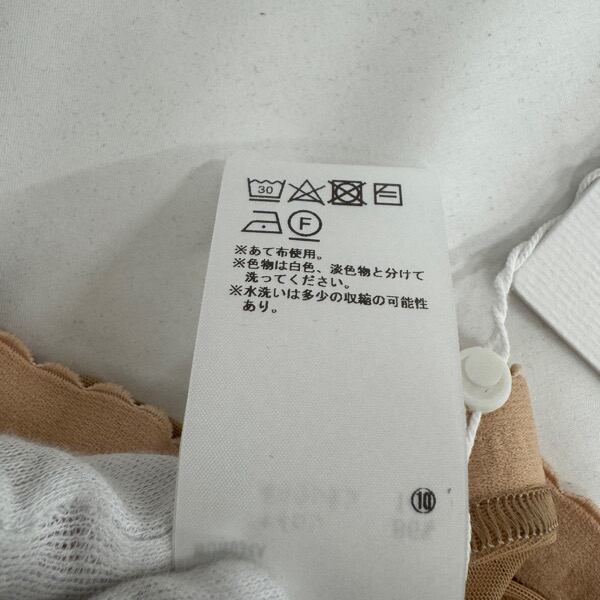 30
F
※あて布使用。
※色物は白色、淡色物と分けて
洗ってください。
※水洗いは多少の収縮の可能性
あり。
⑩